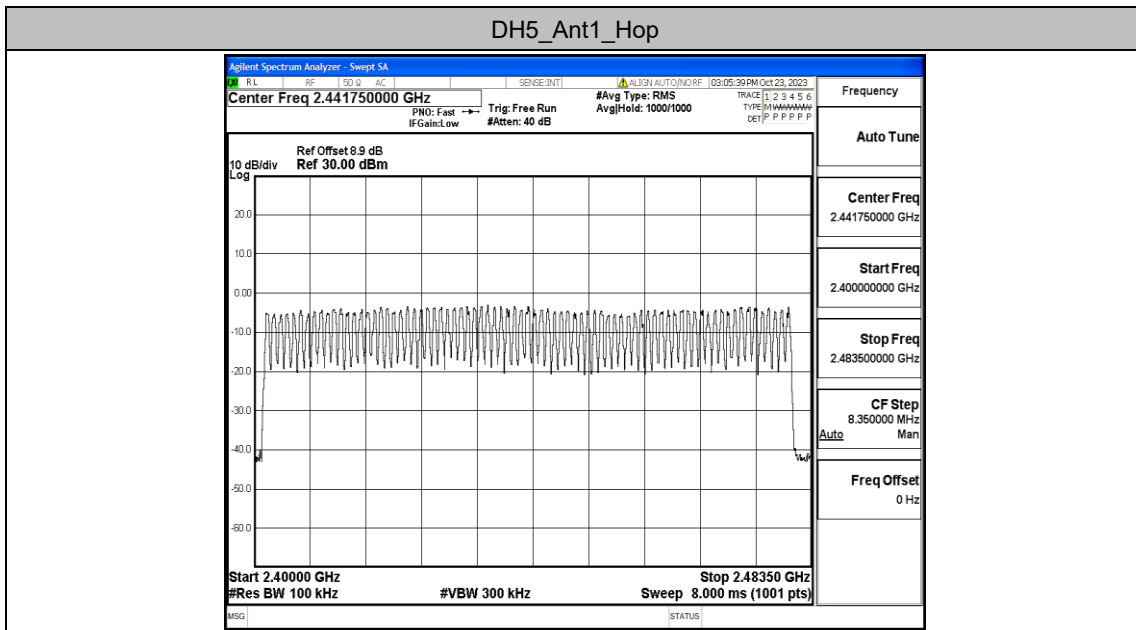 DH5_Ant1_Hop
Agilent Spectrum Analyzer - Swept SA
RL RF 50 Ω AC SENSE:INT ALIGN AUTO/NO RF 03:05:39 PM Oct 23, 2023
Center Freq 2.441750000 GHz
PNO: Fast
IFGain:Low
Trig: Free Run
#Atten: 40 dB
#Avg Type: RMS
Avg|Hold: 1000/1000
TRACE 1 2 3 4 5 6
TYPE M
DET P P P P P P
Ref Offset 8.9 dB
10 dB/div Ref 30.00 dBm
Log
20.0
10.0
0.00
-10.0
-20.0
-30.0
-40.0
-50.0
-60.0
Start 2.40000 GHz Stop 2.48350 GHz
#Res BW 100 kHz #VBW 300 kHz Sweep 8.000 ms (1001 pts)
MSG STATUS
Frequency
Auto Tune
Center Freq
2.441750000 GHz
Start Freq
2.400000000 GHz
Stop Freq
2.483500000 GHz
CF Step
8.350000 MHz
Auto Man
Freq Offset
0 Hz